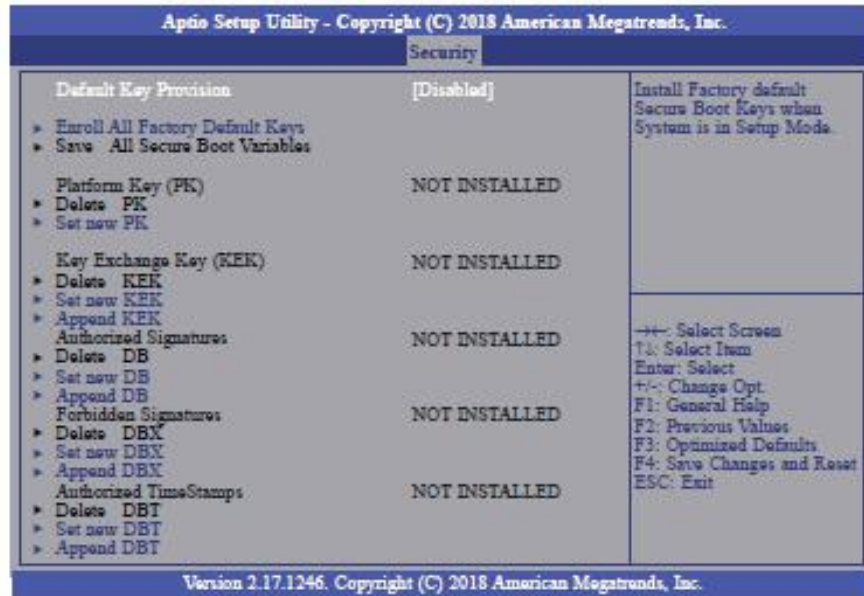 Aptio Setup Utility - Copyright (C) 2018 American Megatrends, Inc.
Security
Default Key Provision [Disabled]
► Enroll All Factory Default Keys
► Save All Secure Boot Variables
Platform Key (PK) NOT INSTALLED
► Delete PK
► Set new PK
Key Exchange Key (KEK) NOT INSTALLED
► Delete KEK
► Set new KEK
► Append KEK
Authorized Signatures NOT INSTALLED
► Delete DB
► Set new DB
► Append DB
Forbidden Signatures NOT INSTALLED
► Delete DBX
► Set new DBX
► Append DBX
Authorized TimeStamps NOT INSTALLED
► Delete DBT
► Set new DBT
► Append DBT
Install Factory default
Secure Boot Keys when
System is in Setup Mode.
→←: Select Screen
↑↓: Select Item
Enter: Select
+/-: Change Opt.
F1: General Help
F2: Previous Values
F3: Optimized Defaults
F4: Save Changes and Reset
ESC: Exit
Version 2.17.1246. Copyright (C) 2018 American Megatrends, Inc.